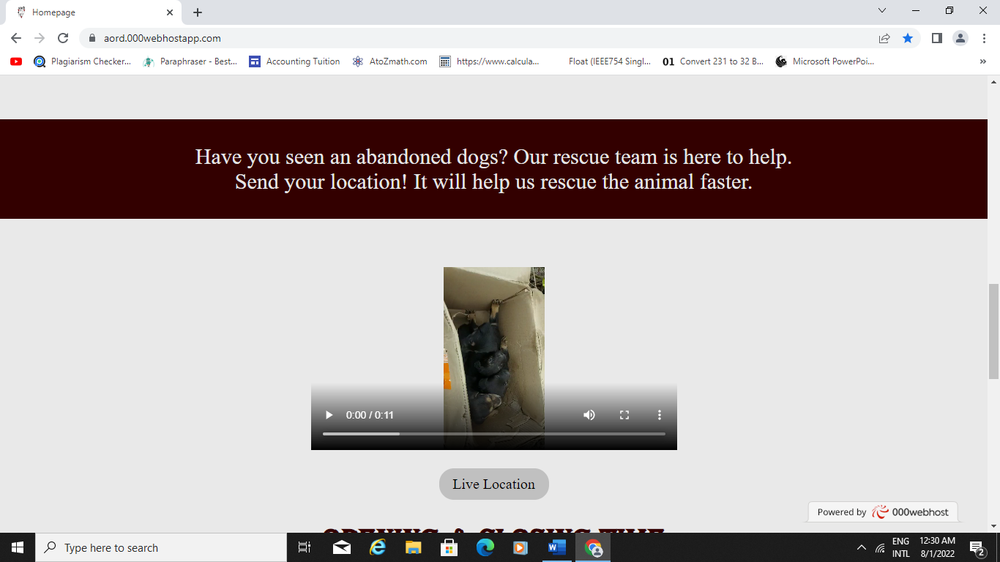 Homepage
aord.000webhostapp.com
Plagiarism Checker... Paraphraser - Best... Accounting Tuition AtoZmath.com https://www.calcula... Float (IEEE754 Singl... 01 Convert 231 to 32 B... Microsoft PowerPoi... »
Have you seen an abandoned dogs? Our rescue team is here to help.
Send your location! It will help us rescue the animal faster.
0:00 / 0:11
Live Location
Powered by 000webhost
OPENING & CLOSING TIME
Type here to search
ENG 12:30 AM
INTL 8/1/2022 2